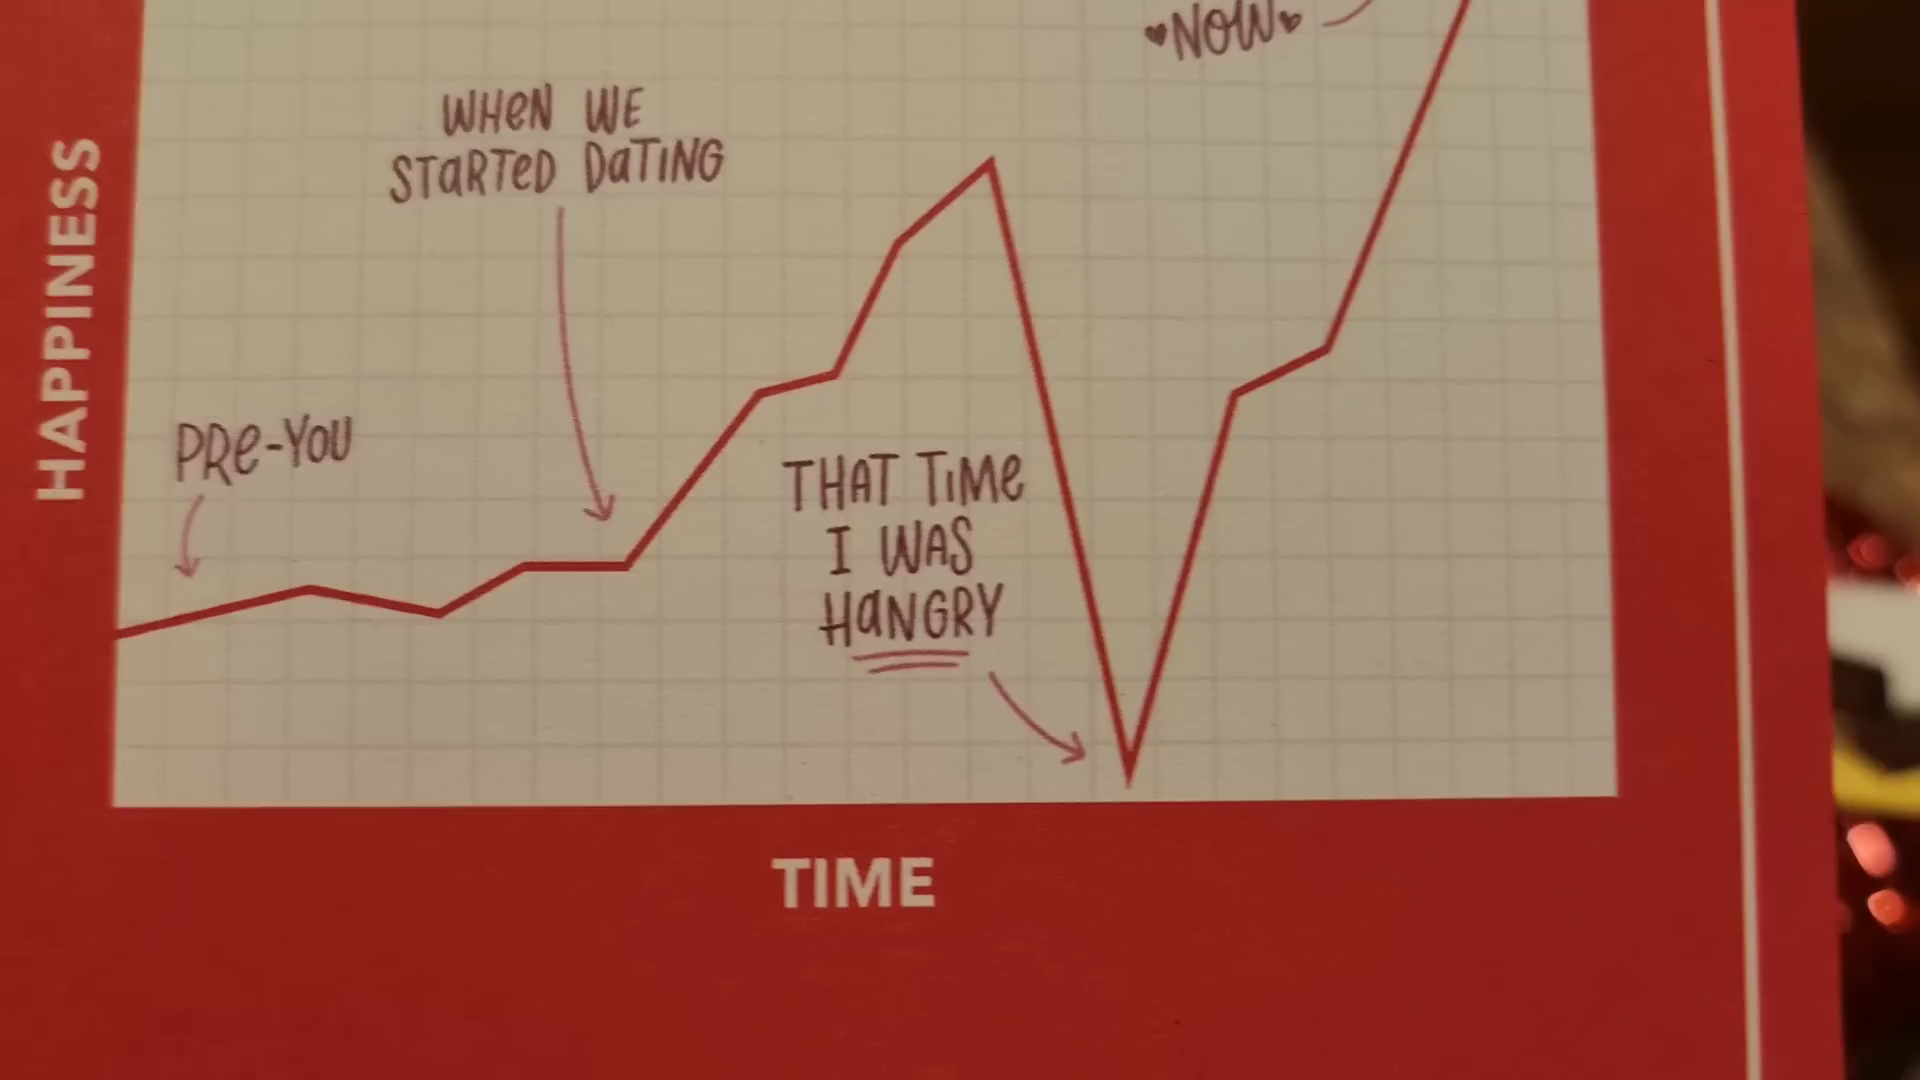 ♥NOW♥
WHeN WE
STaRTeD DaTING
HAPPINESS
PRe-YOU
THAT TiMe
I WAS
HaNGRY
TIME